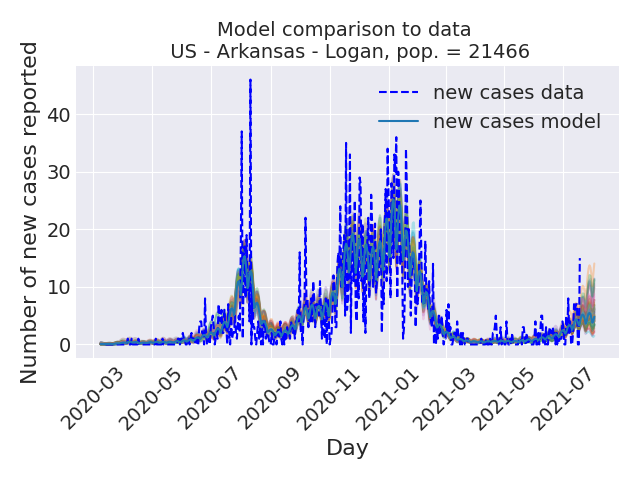 Model comparison to data
US - Arkansas - Logan, pop. = 21466
Number of new cases reported
40
30
20
10
0
new cases data
new cases model
2020-03
2020-05
2020-07
2020-09
2020-11
2021-01
2021-03
2021-05
2021-07
Day